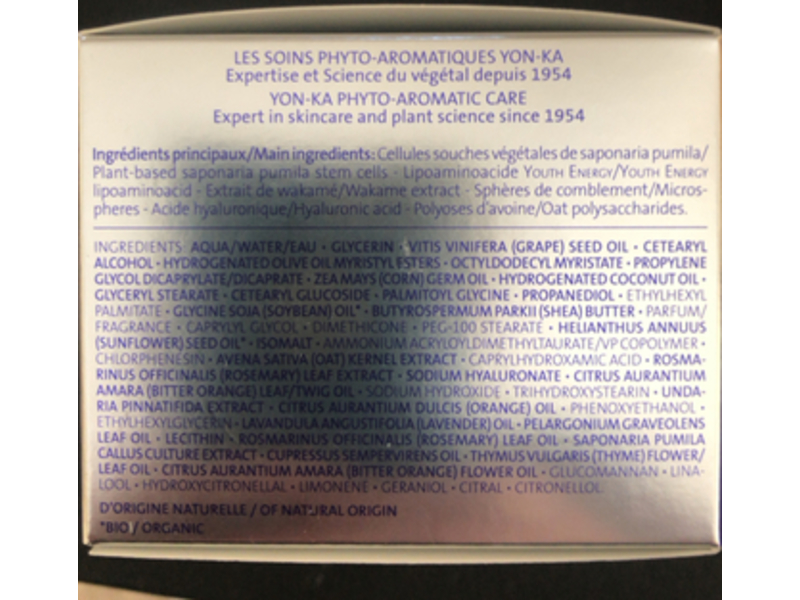 LES SOINS PHYTO-AROMATIQUES YON-KA
Expertise et Science du végétal depuis 1954
YON-KA PHYTO-AROMATIC CARE
Expert in skincare and plant science since 1954
Ingrédients principaux/Main ingredients: Cellules souches végétales de saponaria pumila/
Plant-based saponaria pumila stem cells - Lipoaminoacide YOUTH ENERGY/YOUTH ENERGY
lipoaminoacid - Extrait de wakamé/Wakame extract - Sphères de comblement/Micros-
pheres - Acide hyaluronique/Hyaluronic acid - Polyoses d'avoine/Oat polysaccharides.
INGREDIENTS: AQUA/WATER/EAU • GLYCERIN • VITIS VINIFERA (GRAPE) SEED OIL • CETEARYL
ALCOHOL • HYDROGENATED OLIVE OIL MYRISTYL ESTERS • OCTYLDODECYL MYRISTATE • PROPYLENE
GLYCOL DICAPRYLATE/DICAPRATE • ZEA MAYS (CORN) GERM OIL • HYDROGENATED COCONUT OIL •
GLYCERYL STEARATE • CETEARYL GLUCOSIDE • PALMITOYL GLYCINE • PROPANEDIOL • ETHYLHEXYL
PALMITATE • GLYCINE SOJA (SOYBEAN) OIL* • BUTYROSPERMUM PARKII (SHEA) BUTTER • PARFUM/
FRAGRANCE • CAPRYLYL GLYCOL • DIMETHICONE • PEG-100 STEARATE • HELIANTHUS ANNUUS
(SUNFLOWER) SEED OIL* • ISOMALT • AMMONIUM ACRYLOYLDIMETHYLTAURATE/VP COPOLYMER •
CHLORPHENESIN • AVENA SATIVA (OAT) KERNEL EXTRACT • CAPRYLHYDROXAMIC ACID • ROSMA-
RINUS OFFICINALIS (ROSEMARY) LEAF EXTRACT • SODIUM HYALURONATE • CITRUS AURANTIUM
AMARA (BITTER ORANGE) LEAF/TWIG OIL • SODIUM HYDROXIDE • TRIHYDROXYSTEARIN • UNDA-
RIA PINNATIFIDA EXTRACT • CITRUS AURANTIUM DULCIS (ORANGE) OIL • PHENOXYETHANOL •
ETHYLHEXYLGLYCERIN • LAVANDULA ANGUSTIFOLIA (LAVENDER) OIL • PELARGONIUM GRAVEOLENS
LEAF OIL • LECITHIN • ROSMARINUS OFFICINALIS (ROSEMARY) LEAF OIL • SAPONARIA PUMILA
CALLUS CULTURE EXTRACT • CUPRESSUS SEMPERVIRENS OIL • THYMUS VULGARIS (THYME) FLOWER/
LEAF OIL • CITRUS AURANTIUM AMARA (BITTER ORANGE) FLOWER OIL • GLUCOMANNAN • LINA-
LOOL • HYDROXYCITRONELLAL • LIMONENE • GERANIOL • CITRAL • CITRONELLOL.
D'ORIGINE NATURELLE / OF NATURAL ORIGIN
*BIO / ORGANIC